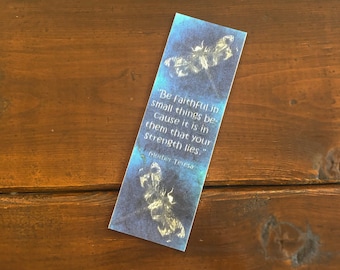 "Be faithful in
small things be-
cause it is in
them that your
strength lies."
Mother Teresa